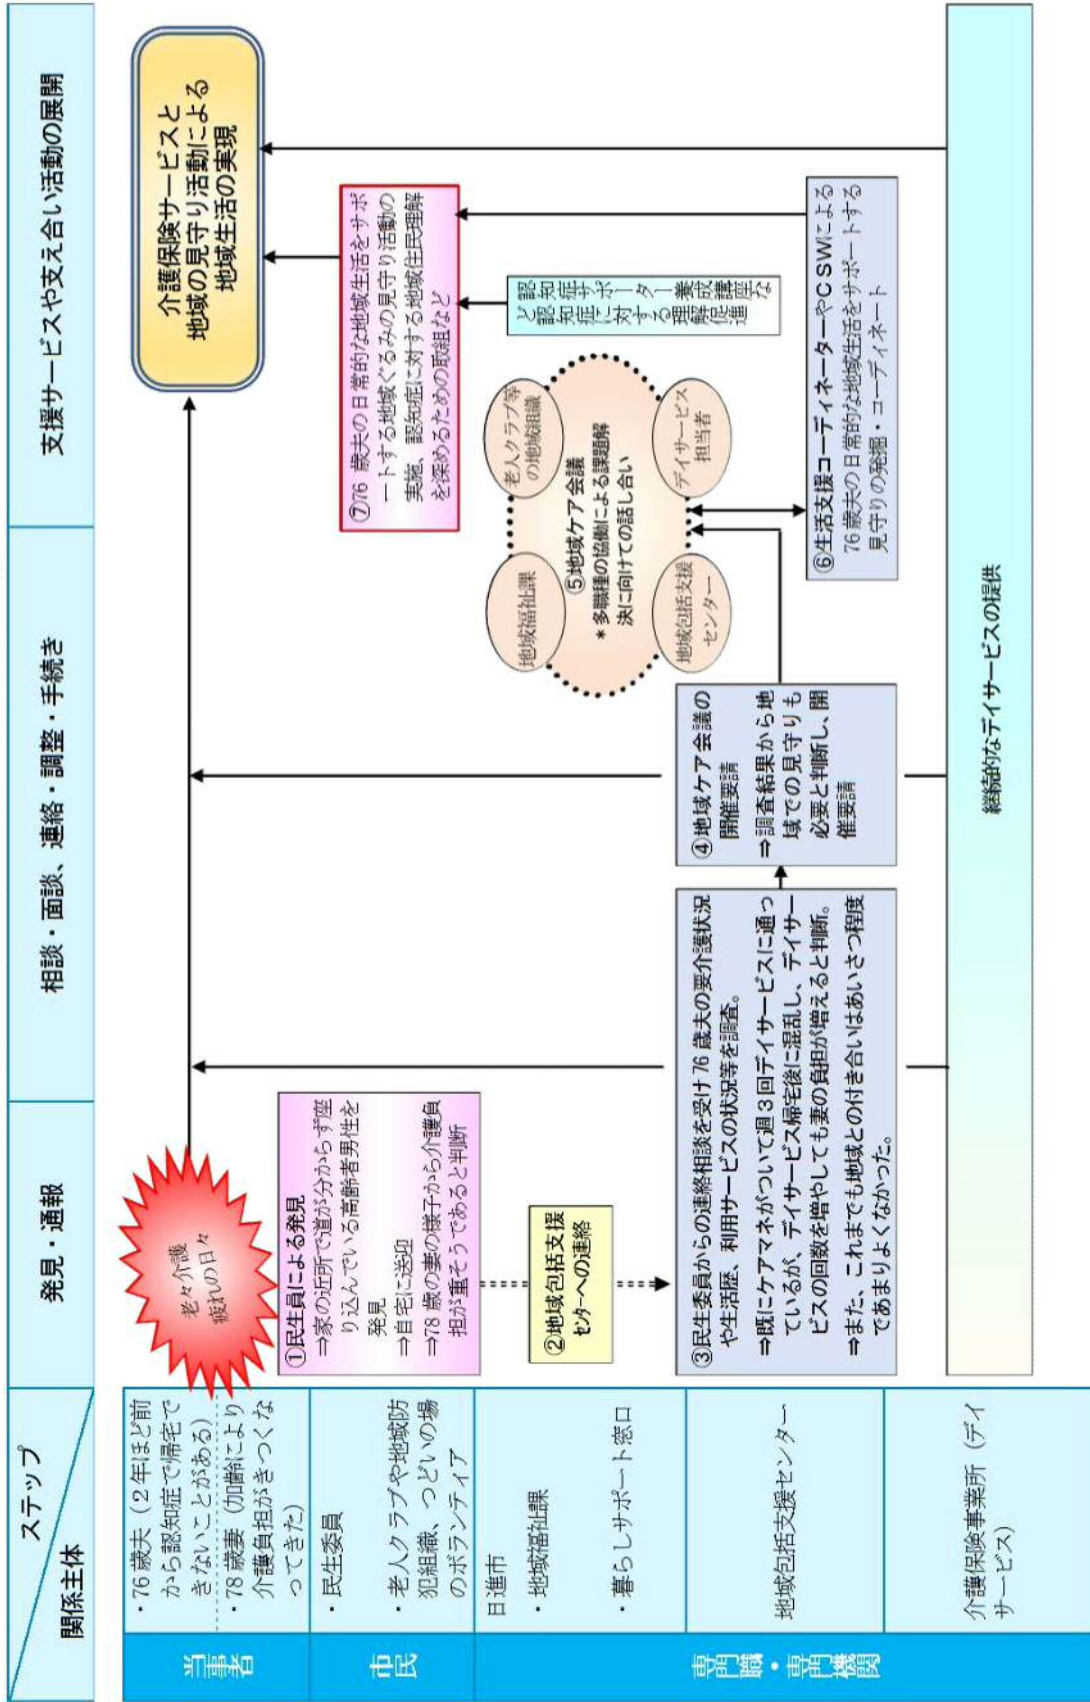 ステップ
関係主体
発見・通報
相談・面談、連絡・調整・手続き
支援サービスや支え合い活動の展開
当事者
・76歳夫（２年ほど前
から認知症で帰宅で
きないことがある）
・78歳妻（加齢により
介護負担がきつくな
ってきた）
市民
・民生委員
・老人クラブや地域防
犯組織、つどいの場
のボランティア
専門職・専門機関
日進市
・地域福祉課
・暮らしサポート窓口
地域包括支援センター
介護保険事業所（デイ
サービス）
老々介護
疲れの日々
①民生員による発見
⇒家の近所で道が分からず座
り込んでいる高齢者男性を
発見
⇒自宅に送迎
⇒78歳の妻の様子から介護負
担が重そうであると判断
②地域包括支援
センターへの連絡
③民生委員からの連絡相談を受け76歳夫の要介護状況
や生活歴、利用サービスの状況等を調査。
⇒既にケアマネがついて週３回デイサービスに通っ
ているが、デイサービス帰宅後に混乱し、デイサー
ビスの回数を増やしても妻の負担が増えると判断。
⇒また、これまでも地域との付き合いはあいさつ程度
であまりよくなかった。
④地域ケア会議の
開催要請
⇒調査結果から地
域での見守りも
必要と判断し、開
催要請
地域福祉課
老人クラブ等
の地域組織
⑤地域ケア会議
＊多職種の協働による課題解
決に向けての話し合い
地域包括支援
センター
デイサービス
担当者
認知症サポーター養成講座な
ど認知症に対する理解促進
⑥生活支援コーディネーターやCSWによる
76歳夫の日常的な地域生活をサポートする
見守りの発掘・コーディネート
⑦76歳夫の日常的な地域生活をサポ
ートする地域ぐるみの見守り活動の
実施、認知症に対する地域住民理解
を深めるための取組など
介護保険サービスと
地域の見守り活動による
地域生活の実現
継続的なデイサービスの提供